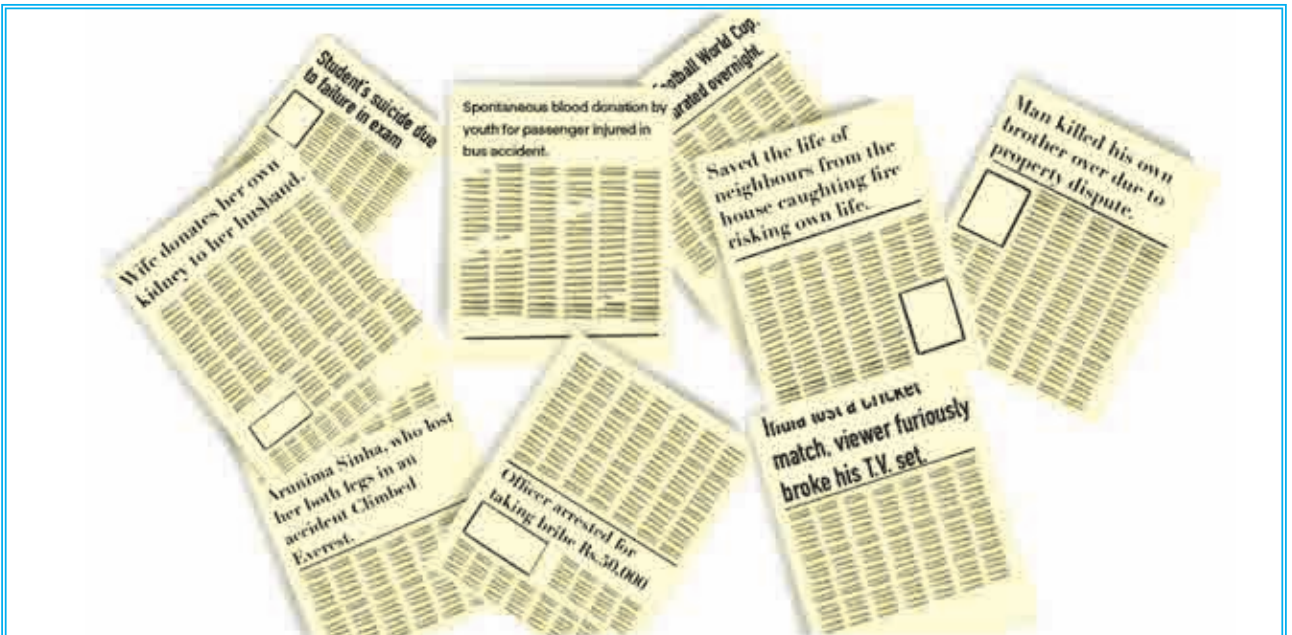 Student's suicide due
to failure in exam
Spontaneous blood donation by
youth for passenger injured in
bus accident.
World Cup.
overnight.
Saved the life of
neighbours from the
house caughting fire
risking own life.
Man killed his own
brother over due to
property dispute.
Wife donates her own
kidney to her husband.
Arunima Sinha, who lost
her both legs in an
accident Climbed
Everest.
Officer arrested for
taking bribe Rs.50,000
India lost a cricket
match, viewer furiously
broke his T.V. set.